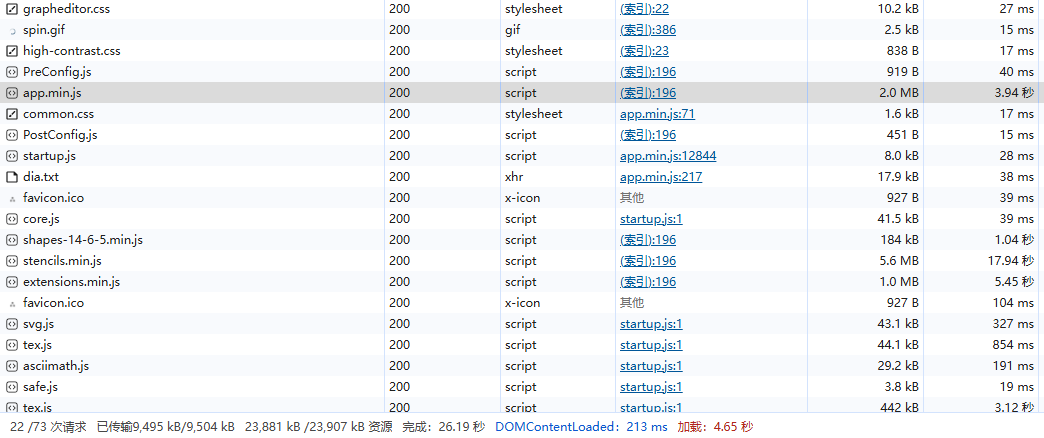 grapheditor.css 200 stylesheet (索引):22 10.2 kB 27 ms
spin.gif 200 gif (索引):386 2.5 kB 15 ms
high-contrast.css 200 stylesheet (索引):23 838 B 17 ms
PreConfig.js 200 script (索引):196 919 B 40 ms
app.min.js 200 script (索引):196 2.0 MB 3.94 秒
common.css 200 stylesheet app.min.js:71 1.6 kB 17 ms
PostConfig.js 200 script (索引):196 451 B 15 ms
startup.js 200 script app.min.js:12844 8.0 kB 28 ms
dia.txt 200 xhr app.min.js:217 17.9 kB 38 ms
favicon.ico 200 x-icon 其他 927 B 39 ms
core.js 200 script startup.js:1 41.5 kB 39 ms
shapes-14-6-5.min.js 200 script (索引):196 184 kB 1.04 秒
stencils.min.js 200 script (索引):196 5.6 MB 17.94 秒
extensions.min.js 200 script (索引):196 1.0 MB 5.45 秒
favicon.ico 200 x-icon 其他 927 B 104 ms
svg.js 200 script startup.js:1 43.1 kB 327 ms
tex.js 200 script startup.js:1 44.1 kB 854 ms
asciimath.js 200 script startup.js:1 29.2 kB 191 ms
safe.js 200 script startup.js:1 3.8 kB 19 ms
tex.js 200 script startup.js:1 442 kB 3.12 秒
22 /73 次请求 已传输9,495 kB/9,504 kB 23,881 kB /23,907 kB 资源 完成：26.19 秒 DOMContentLoaded：213 ms 加载：4.65 秒